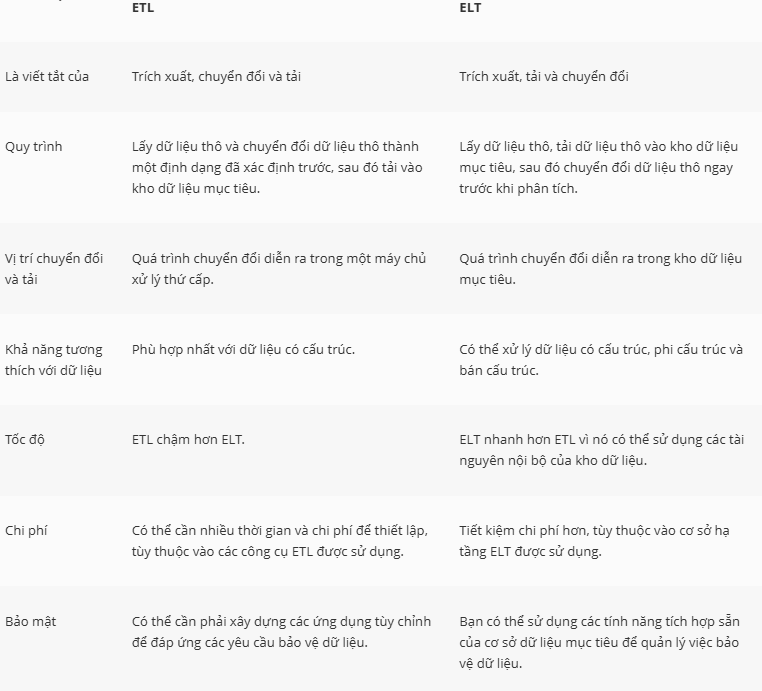 ETL
ELT
Là viết tắt của
Trích xuất, chuyển đổi và tải
Trích xuất, tải và chuyển đổi
Quy trình
Lấy dữ liệu thô và chuyển đổi dữ liệu thô thành
một định dạng đã xác định trước, sau đó tải vào
kho dữ liệu mục tiêu.
Lấy dữ liệu thô, tải dữ liệu thô vào kho dữ liệu
mục tiêu, sau đó chuyển đổi dữ liệu thô ngay
trước khi phân tích.
Vị trí chuyển đổi
và tải
Quá trình chuyển đổi diễn ra trong một máy chủ
xử lý thứ cấp.
Quá trình chuyển đổi diễn ra trong kho dữ liệu
mục tiêu.
Khả năng tương
thích với dữ liệu
Phù hợp nhất với dữ liệu có cấu trúc.
Có thể xử lý dữ liệu có cấu trúc, phi cấu trúc và
bán cấu trúc.
Tốc độ
ETL chậm hơn ELT.
ELT nhanh hơn ETL vì nó có thể sử dụng các tài
nguyên nội bộ của kho dữ liệu.
Chi phí
Có thể cần nhiều thời gian và chi phí để thiết lập,
tùy thuộc vào các công cụ ETL được sử dụng.
Tiết kiệm chi phí hơn, tùy thuộc vào cơ sở hạ
tầng ELT được sử dụng.
Bảo mật
Có thể cần phải xây dựng các ứng dụng tùy chỉnh
để đáp ứng các yêu cầu bảo vệ dữ liệu.
Bạn có thể sử dụng các tính năng tích hợp sẵn
của cơ sở dữ liệu mục tiêu để quản lý việc bảo
vệ dữ liệu.